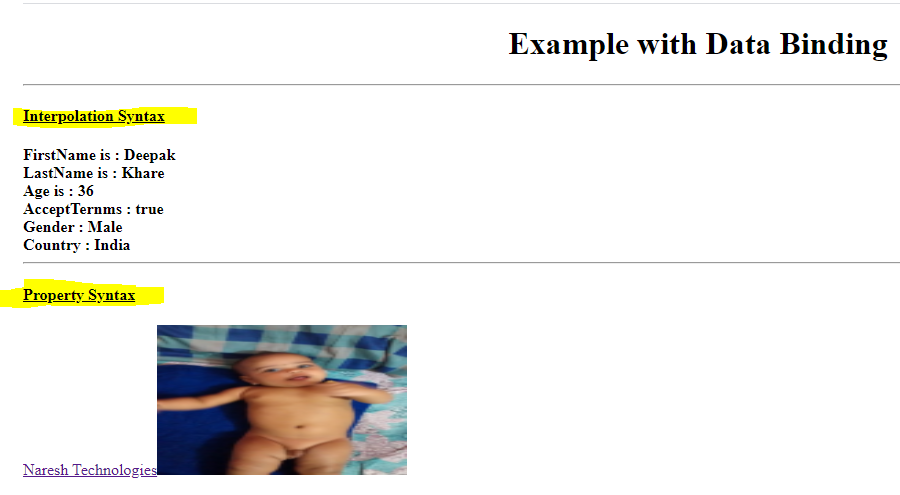 Example with Data Binding
Interpolation Syntax
FirstName is : Deepak
LastName is : Khare
Age is : 36
AcceptTernms : true
Gender : Male
Country : India
Property Syntax
Naresh Technologies